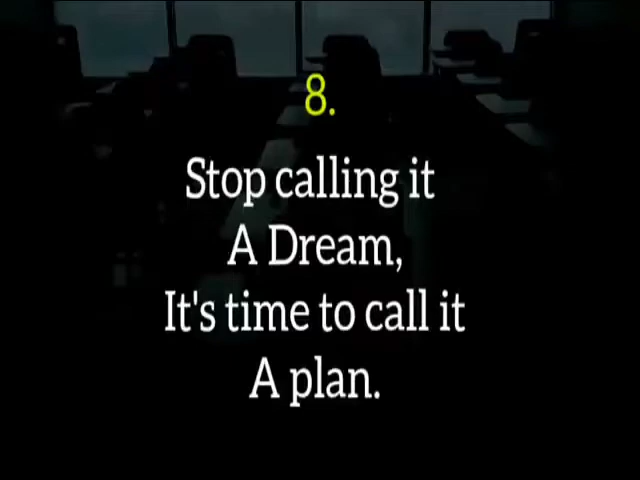 8.
Stop calling it
A Dream,
It's time to call it
A plan.